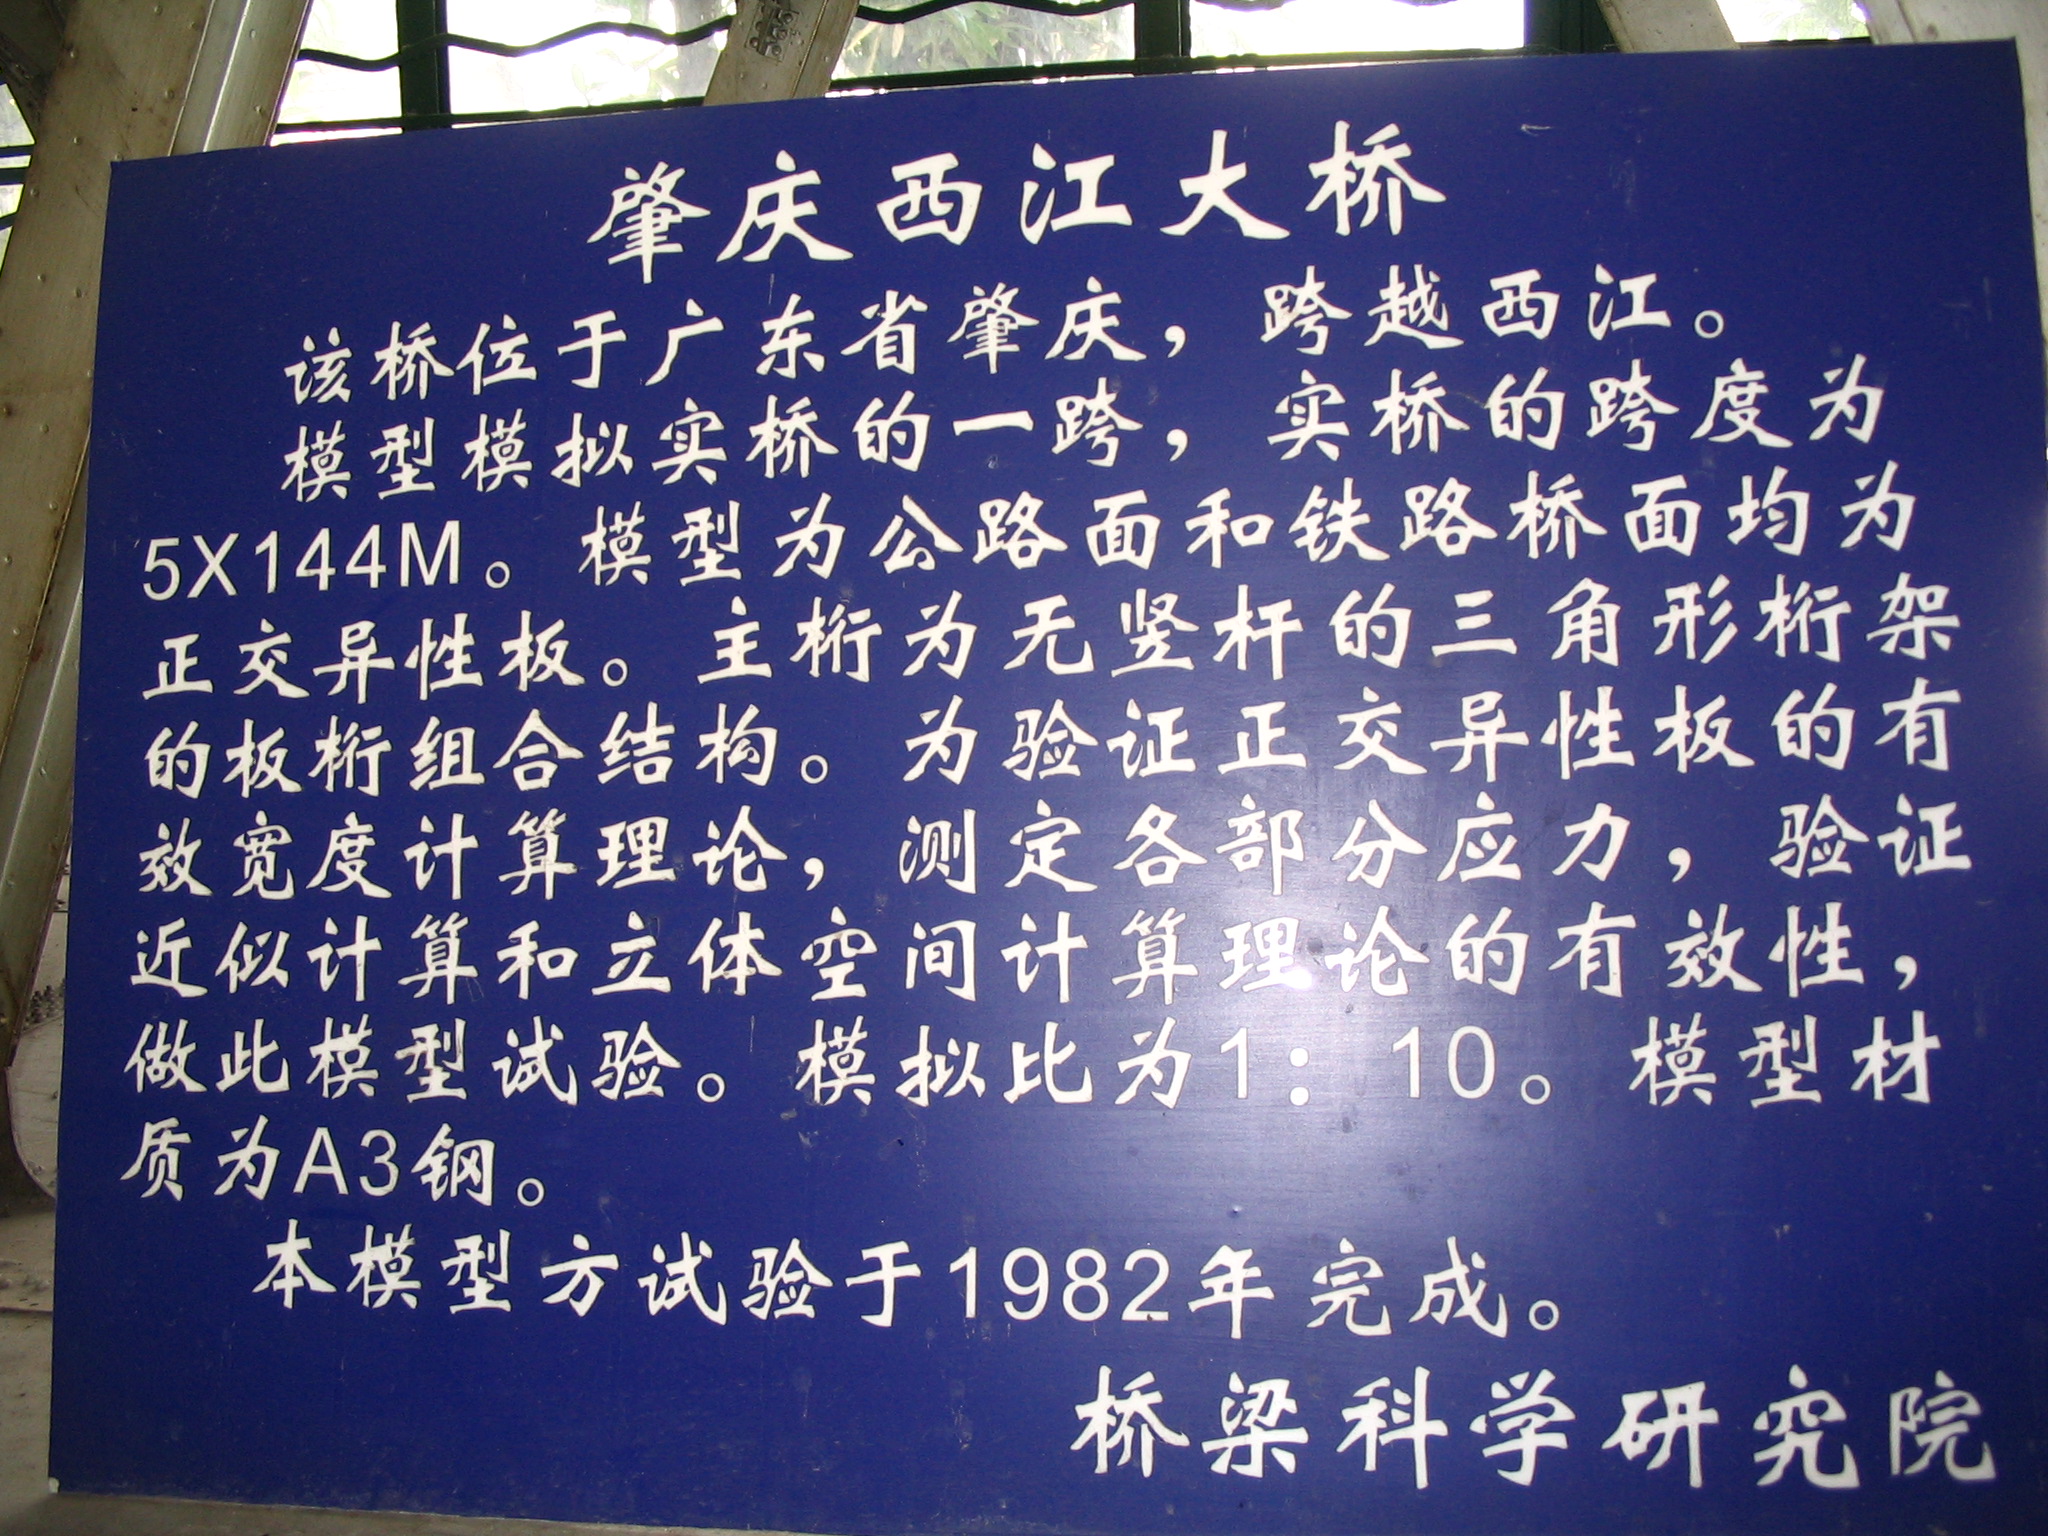 肇庆西江大桥
该桥位于广东省肇庆，跨越西江。
模型模拟实桥的一跨，实桥的跨度为
5X144M。模型为公路面和铁路桥面均为
正交异性板。主桁为无竖杆的三角形桁架
的板桁组合结构。为验证正交异性板的有
效宽度计算理论，测定各部分应力，验证
近似计算和立体空间计算理论的有效性，
做此模型试验。模拟比为1：10。模型材
质为A3钢。
本模型方试验于1982年完成。
桥梁科学研究院